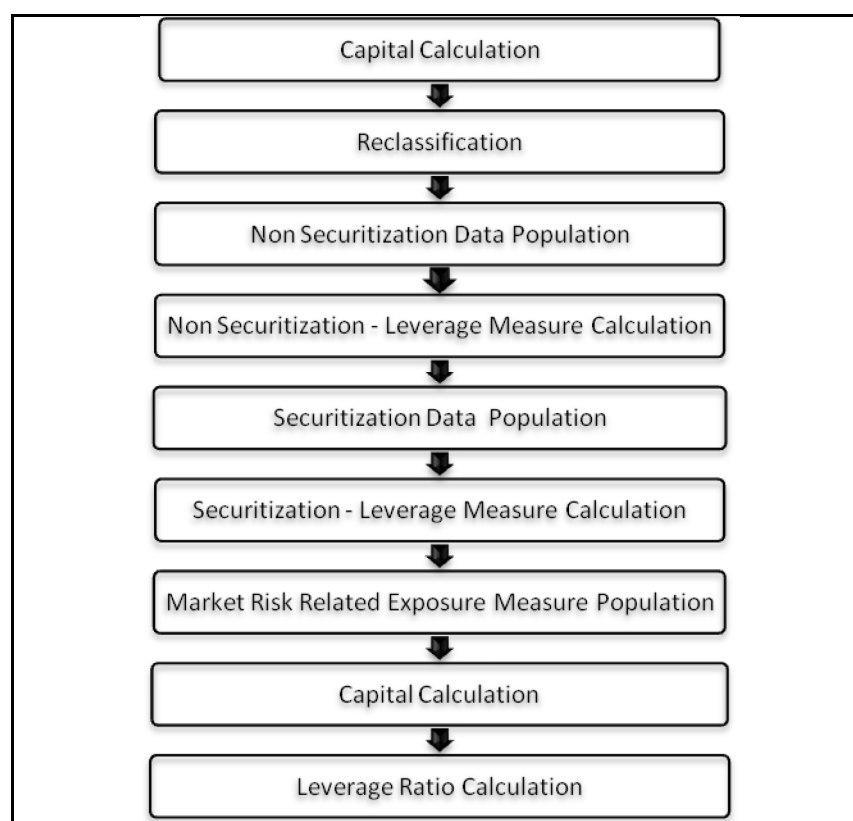 Capital Calculation
Reclassification
Non Securitization Data Population
Non Securitization - Leverage Measure Calculation
Securitization Data Population
Securitization - Leverage Measure Calculation
Market Risk Related Exposure Measure Population
Capital Calculation
Leverage Ratio Calculation